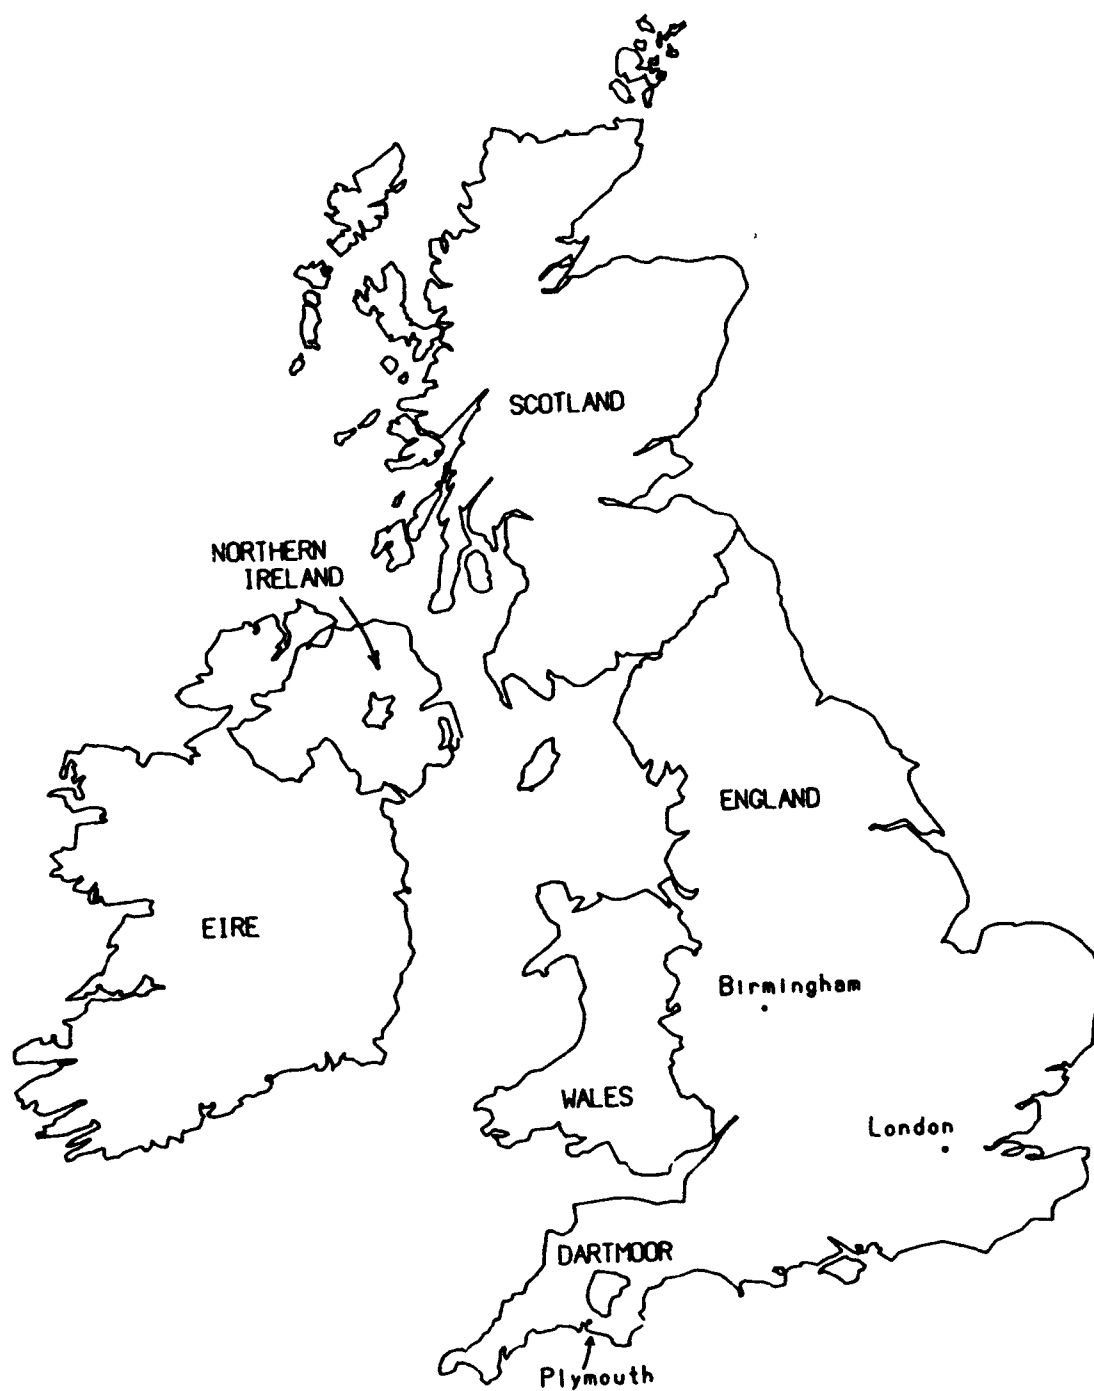 SCOTLAND
NORTHERN
IRELAND
ENGLAND
EIRE
Birmingham
WALES
London
DARTMOOR
Plymouth